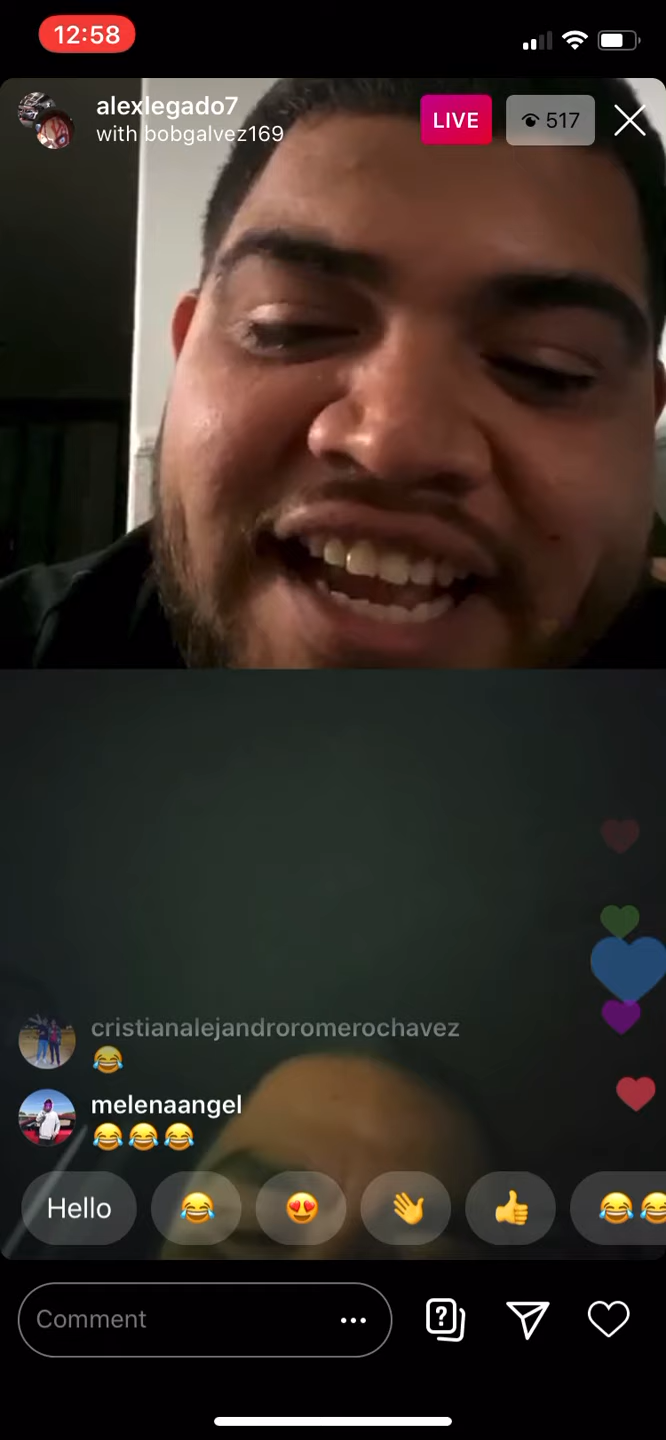 12:58
alexlegado7
with bobgalvez169
LIVE
517
cristianalejandroromerochavez
😂
melenaangel
😂😂😂
Hello 😂 😍 👋 👍 😂😂
Comment